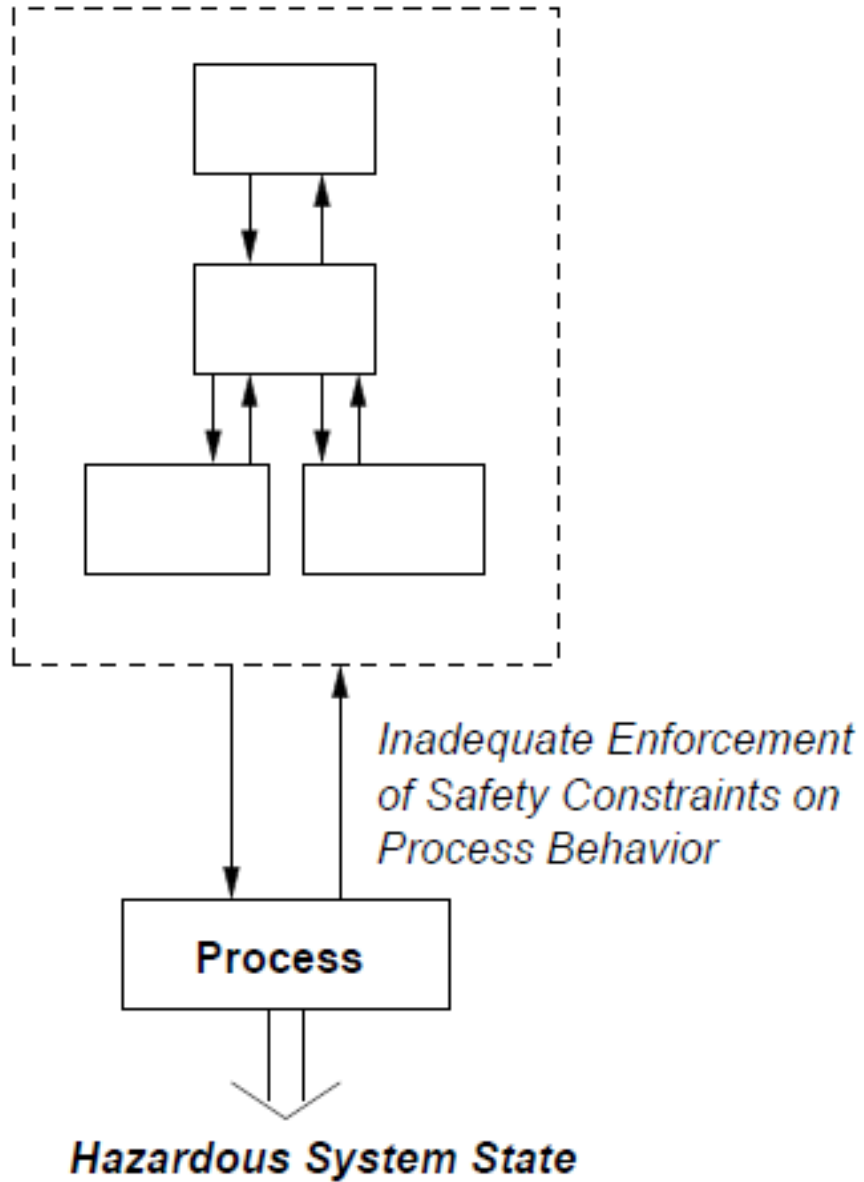 Inadequate Enforcement
of Safety Constraints on
Process Behavior
Process
Hazardous System State